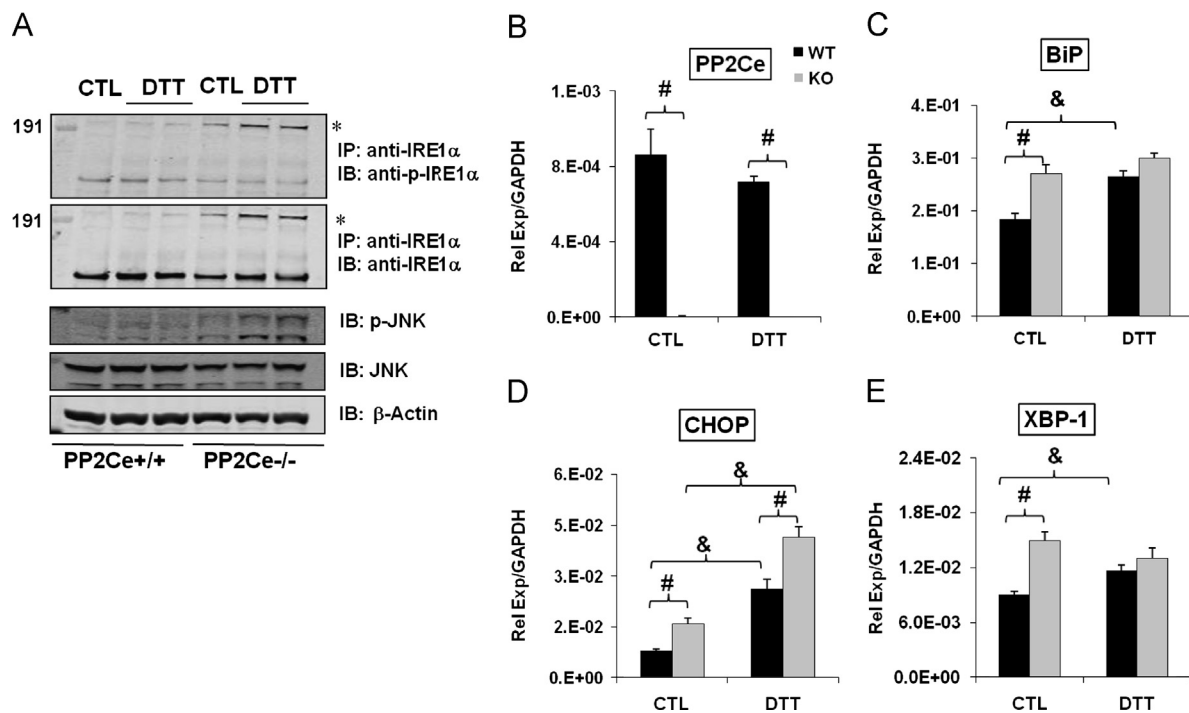 A
CTL DTT CTL DTT
191
*
IP: anti-IRE1α
IB: anti-p-IRE1α
191
*
IP: anti-IRE1α
IB: anti-IRE1α
IB: p-JNK
IB: JNK
IB: β-Actin
PP2Ce+/+ PP2Ce-/-
B
PP2Ce
WT
KO
Rel Exp/GAPDH
1.E-03
8.E-04
4.E-04
0.E+00
#
#
CTL DTT
C
BiP
Rel Exp/GAPDH
4.E-01
3.E-01
2.E-01
1.E-01
0.E+00
&
#
CTL DTT
D
CHOP
Rel Exp/GAPDH
6.E-02
5.E-02
3.E-02
2.E-02
0.E+00
&
#
&
#
CTL DTT
E
XBP-1
Rel Exp/GAPDH
2.4E-02
1.8E-02
1.2E-02
6.0E-03
0.0E+00
&
#
CTL DTT